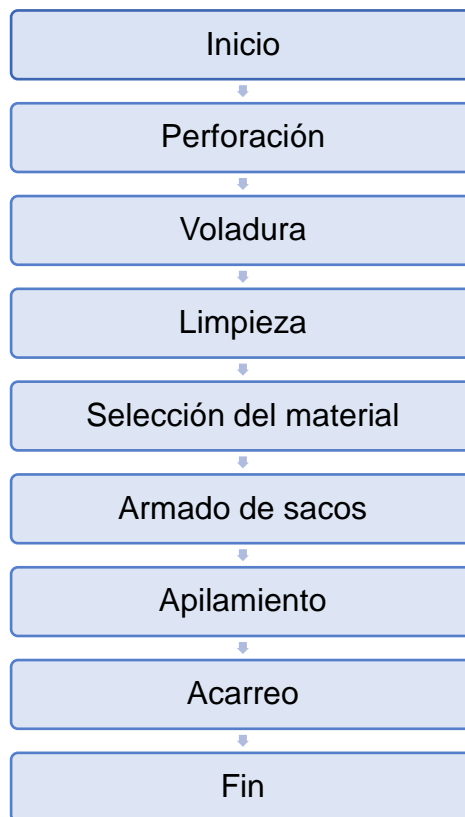 Inicio
Perforación
Voladura
Limpieza
Selección del material
Armado de sacos
Apilamiento
Acarreo
Fin